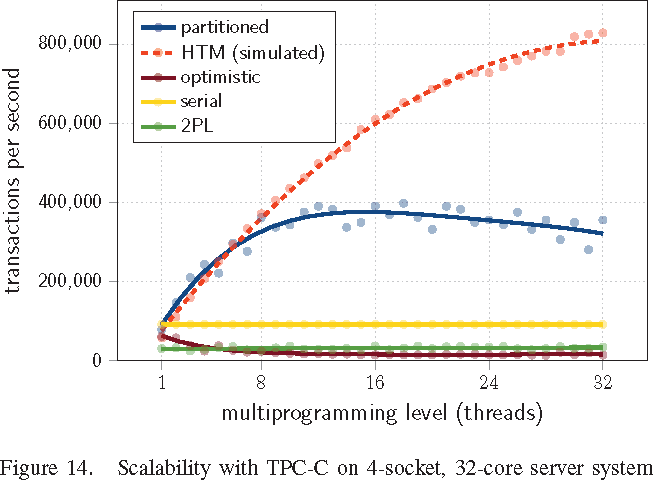 800,000
600,000
400,000
200,000
0
transactions per second
partitioned
HTM (simulated)
optimistic
serial
2PL
1 8 16 24 32
multiprogramming level (threads)
Figure 14. Scalability with TPC-C on 4-socket, 32-core server system